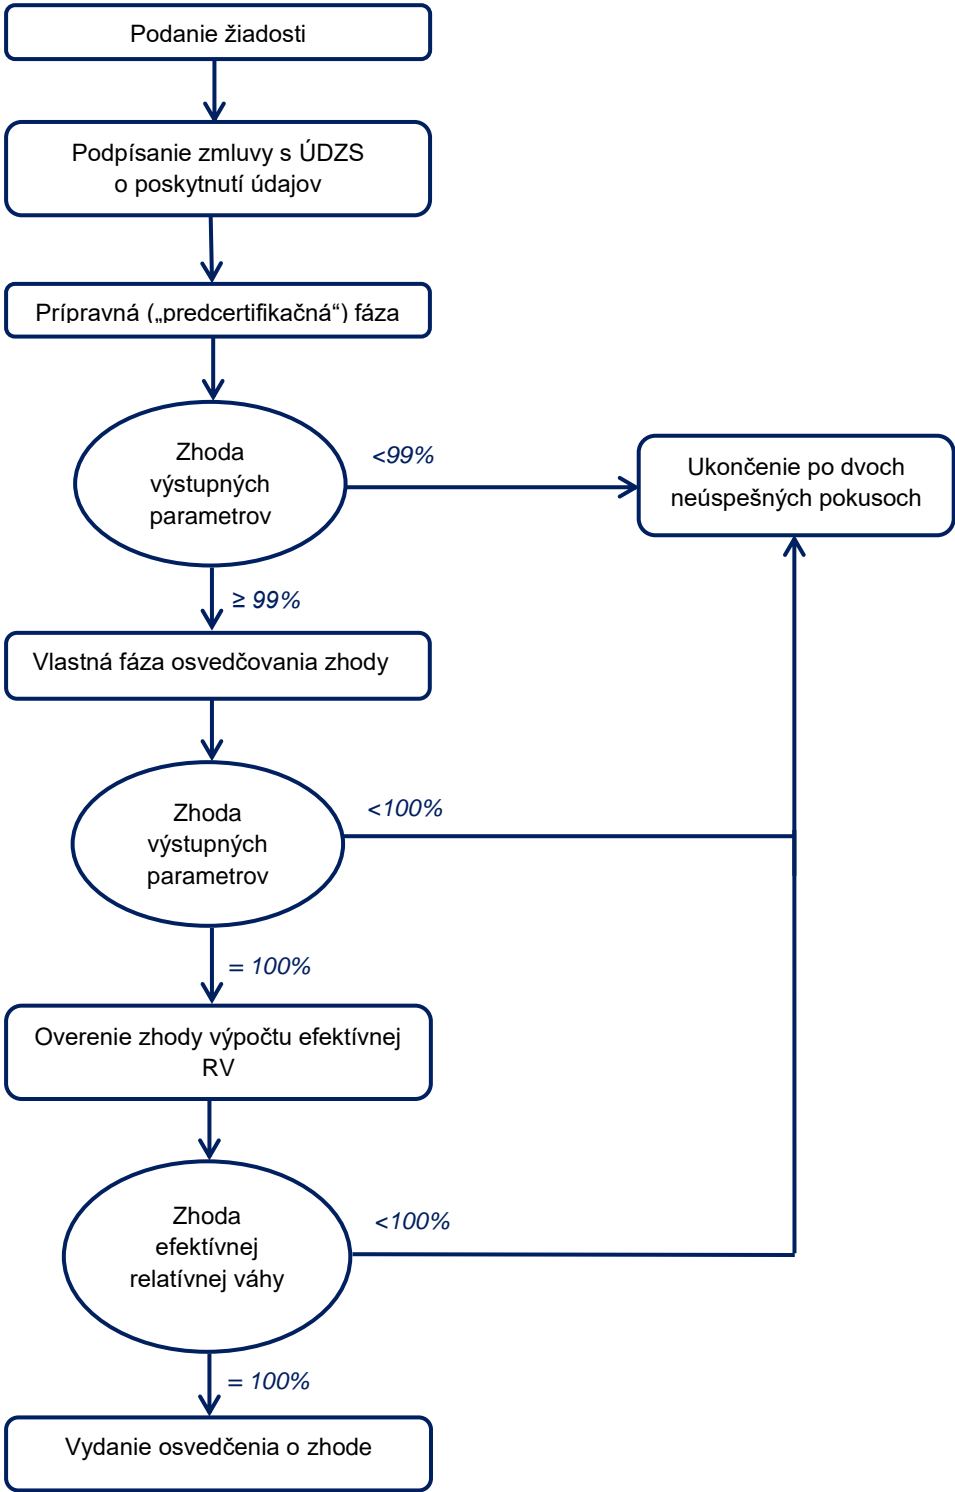 Podanie žiadosti
Podpísanie zmluvy s ÚDZS
o poskytnutí údajov
Prípravná („predcertifikačná“) fáza
Zhoda
výstupných
parametrov
<99%
Ukončenie po dvoch
neúspešných pokusoch
≥ 99%
Vlastná fáza osvedčovania zhody
Zhoda
výstupných
parametrov
<100%
= 100%
Overenie zhody výpočtu efektívnej
RV
Zhoda
efektívnej
relatívnej váhy
<100%
= 100%
Vydanie osvedčenia o zhode